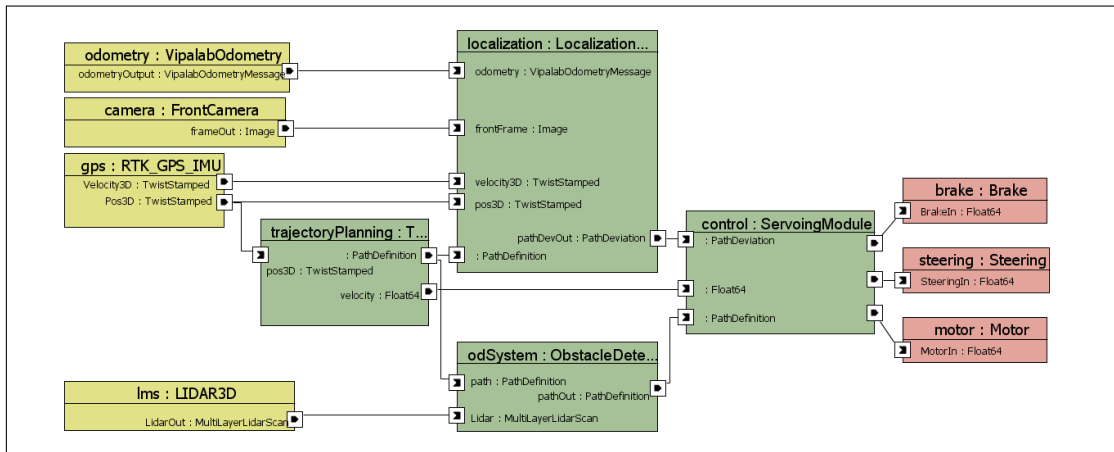 odometry : VipalabOdometry
odometryOutput : VipalabOdometryMessage
camera : FrontCamera
frameOut : Image
gps : RTK_GPS_IMU
Velocity3D : TwistStamped
Pos3D : TwistStamped
lms : LIDAR3D
LidarOut : MultiLayerLidarScan
trajectoryPlanning : T...
: PathDefinition
pos3D : TwistStamped
velocity : Float64
localization : Localization...
odometry : VipalabOdometryMessage
frontFrame : Image
velocity3D : TwistStamped
pos3D : TwistStamped
pathDevOut : PathDeviation
: PathDefinition
odSystem : ObstacleDete...
path : PathDefinition
pathOut : PathDefinition
Lidar : MultiLayerLidarScan
control : ServoingModule
: PathDeviation
: Float64
: PathDefinition
brake : Brake
BrakeIn : Float64
steering : Steering
SteeringIn : Float64
motor : Motor
MotorIn : Float64